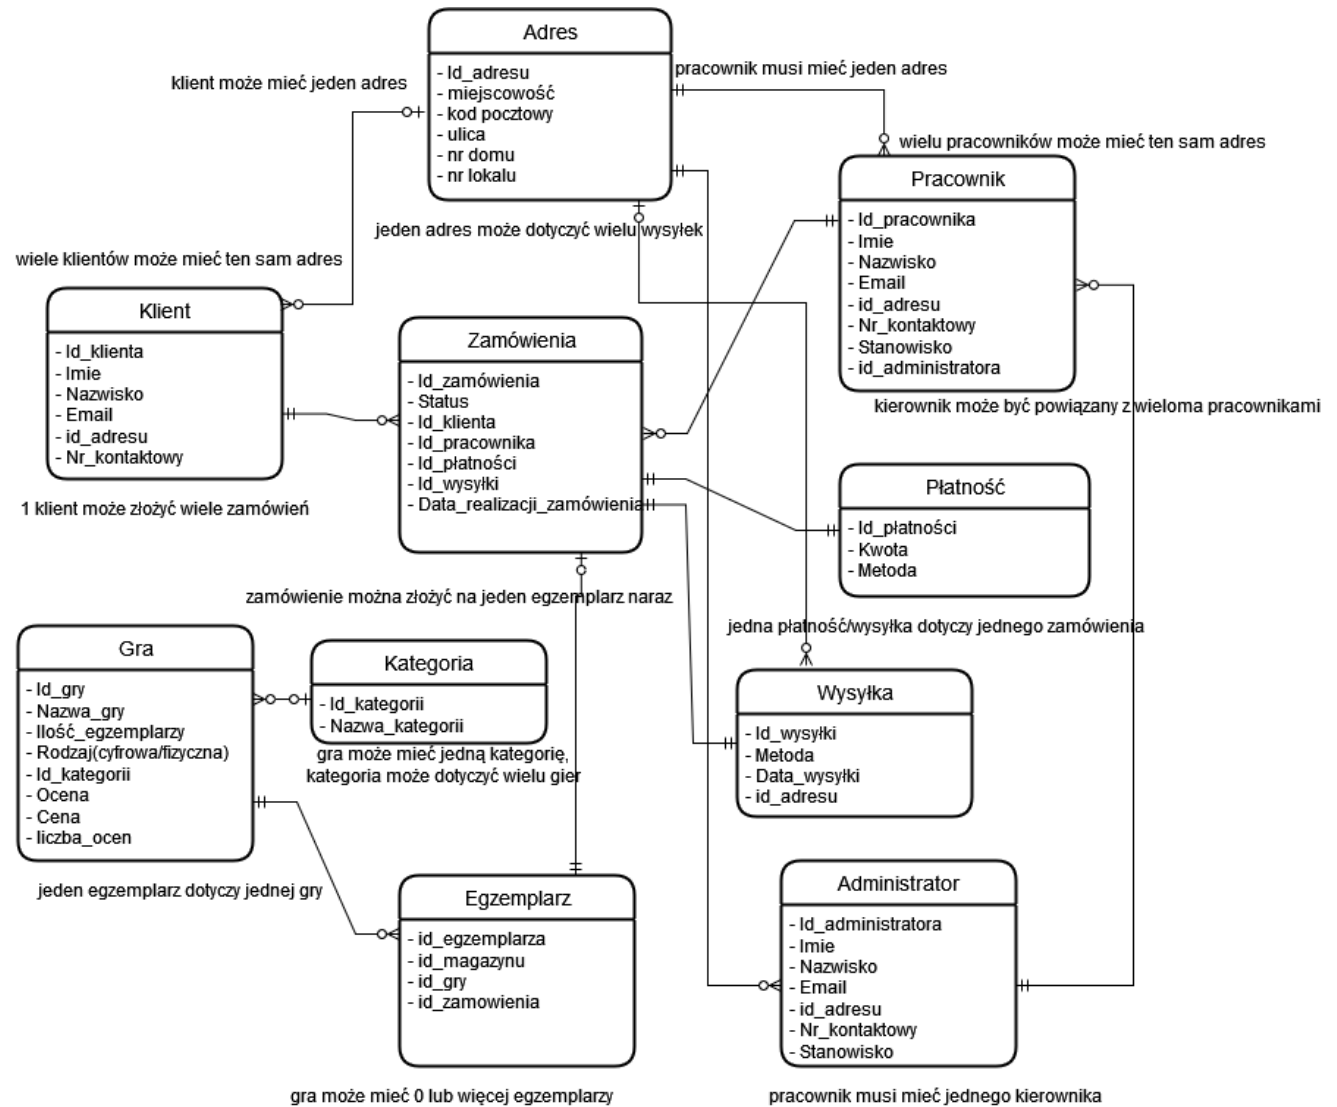 Adres
- Id_adresu
- miejscowość
- kod pocztowy
- ulica
- nr domu
- nr lokalu
klient może mieć jeden adres
pracownik musi mieć jeden adres
wielu pracowników może mieć ten sam adres
Pracownik
- Id_pracownika
- Imie
- Nazwisko
- Email
- id_adresu
- Nr_kontaktowy
- Stanowisko
- id_administratora
jeden adres może dotyczyć wielu wysyłek
wiele klientów może mieć ten sam adres
Klient
- Id_klienta
- Imie
- Nazwisko
- Email
- id_adresu
- Nr_kontaktowy
Zamówienia
- Id_zamówienia
- Status
- Id_klienta
- Id_pracownika
- Id_płatności
- Id_wysyłki
- Data_realizacji_zamówienia
kierownik może być powiązany z wieloma pracownikami
1 klient może złożyć wiele zamówień
Płatność
- Id_płatności
- Kwota
- Metoda
zamówienie można złożyć na jeden egzemplarz naraz
jedna płatność/wysyłka dotyczy jednego zamówienia
Gra
- Id_gry
- Nazwa_gry
- Ilość_egzemplarzy
- Rodzaj(cyfrowa/fizyczna)
- Id_kategorii
- Ocena
- Cena
- liczba_ocen
Kategoria
- Id_kategorii
- Nazwa_kategorii
gra może mieć jedną kategorię,
kategoria może dotyczyć wielu gier
Wysyłka
- Id_wysyłki
- Metoda
- Data_wysyłki
- id_adresu
jeden egzemplarz dotyczy jednej gry
Egzemplarz
- id_egzemplarza
- id_magazynu
- id_gry
- id_zamowienia
Administrator
- Id_administratora
- Imie
- Nazwisko
- Email
- id_adresu
- Nr_kontaktowy
- Stanowisko
gra może mieć 0 lub więcej egzemplarzy
pracownik musi mieć jednego kierownika